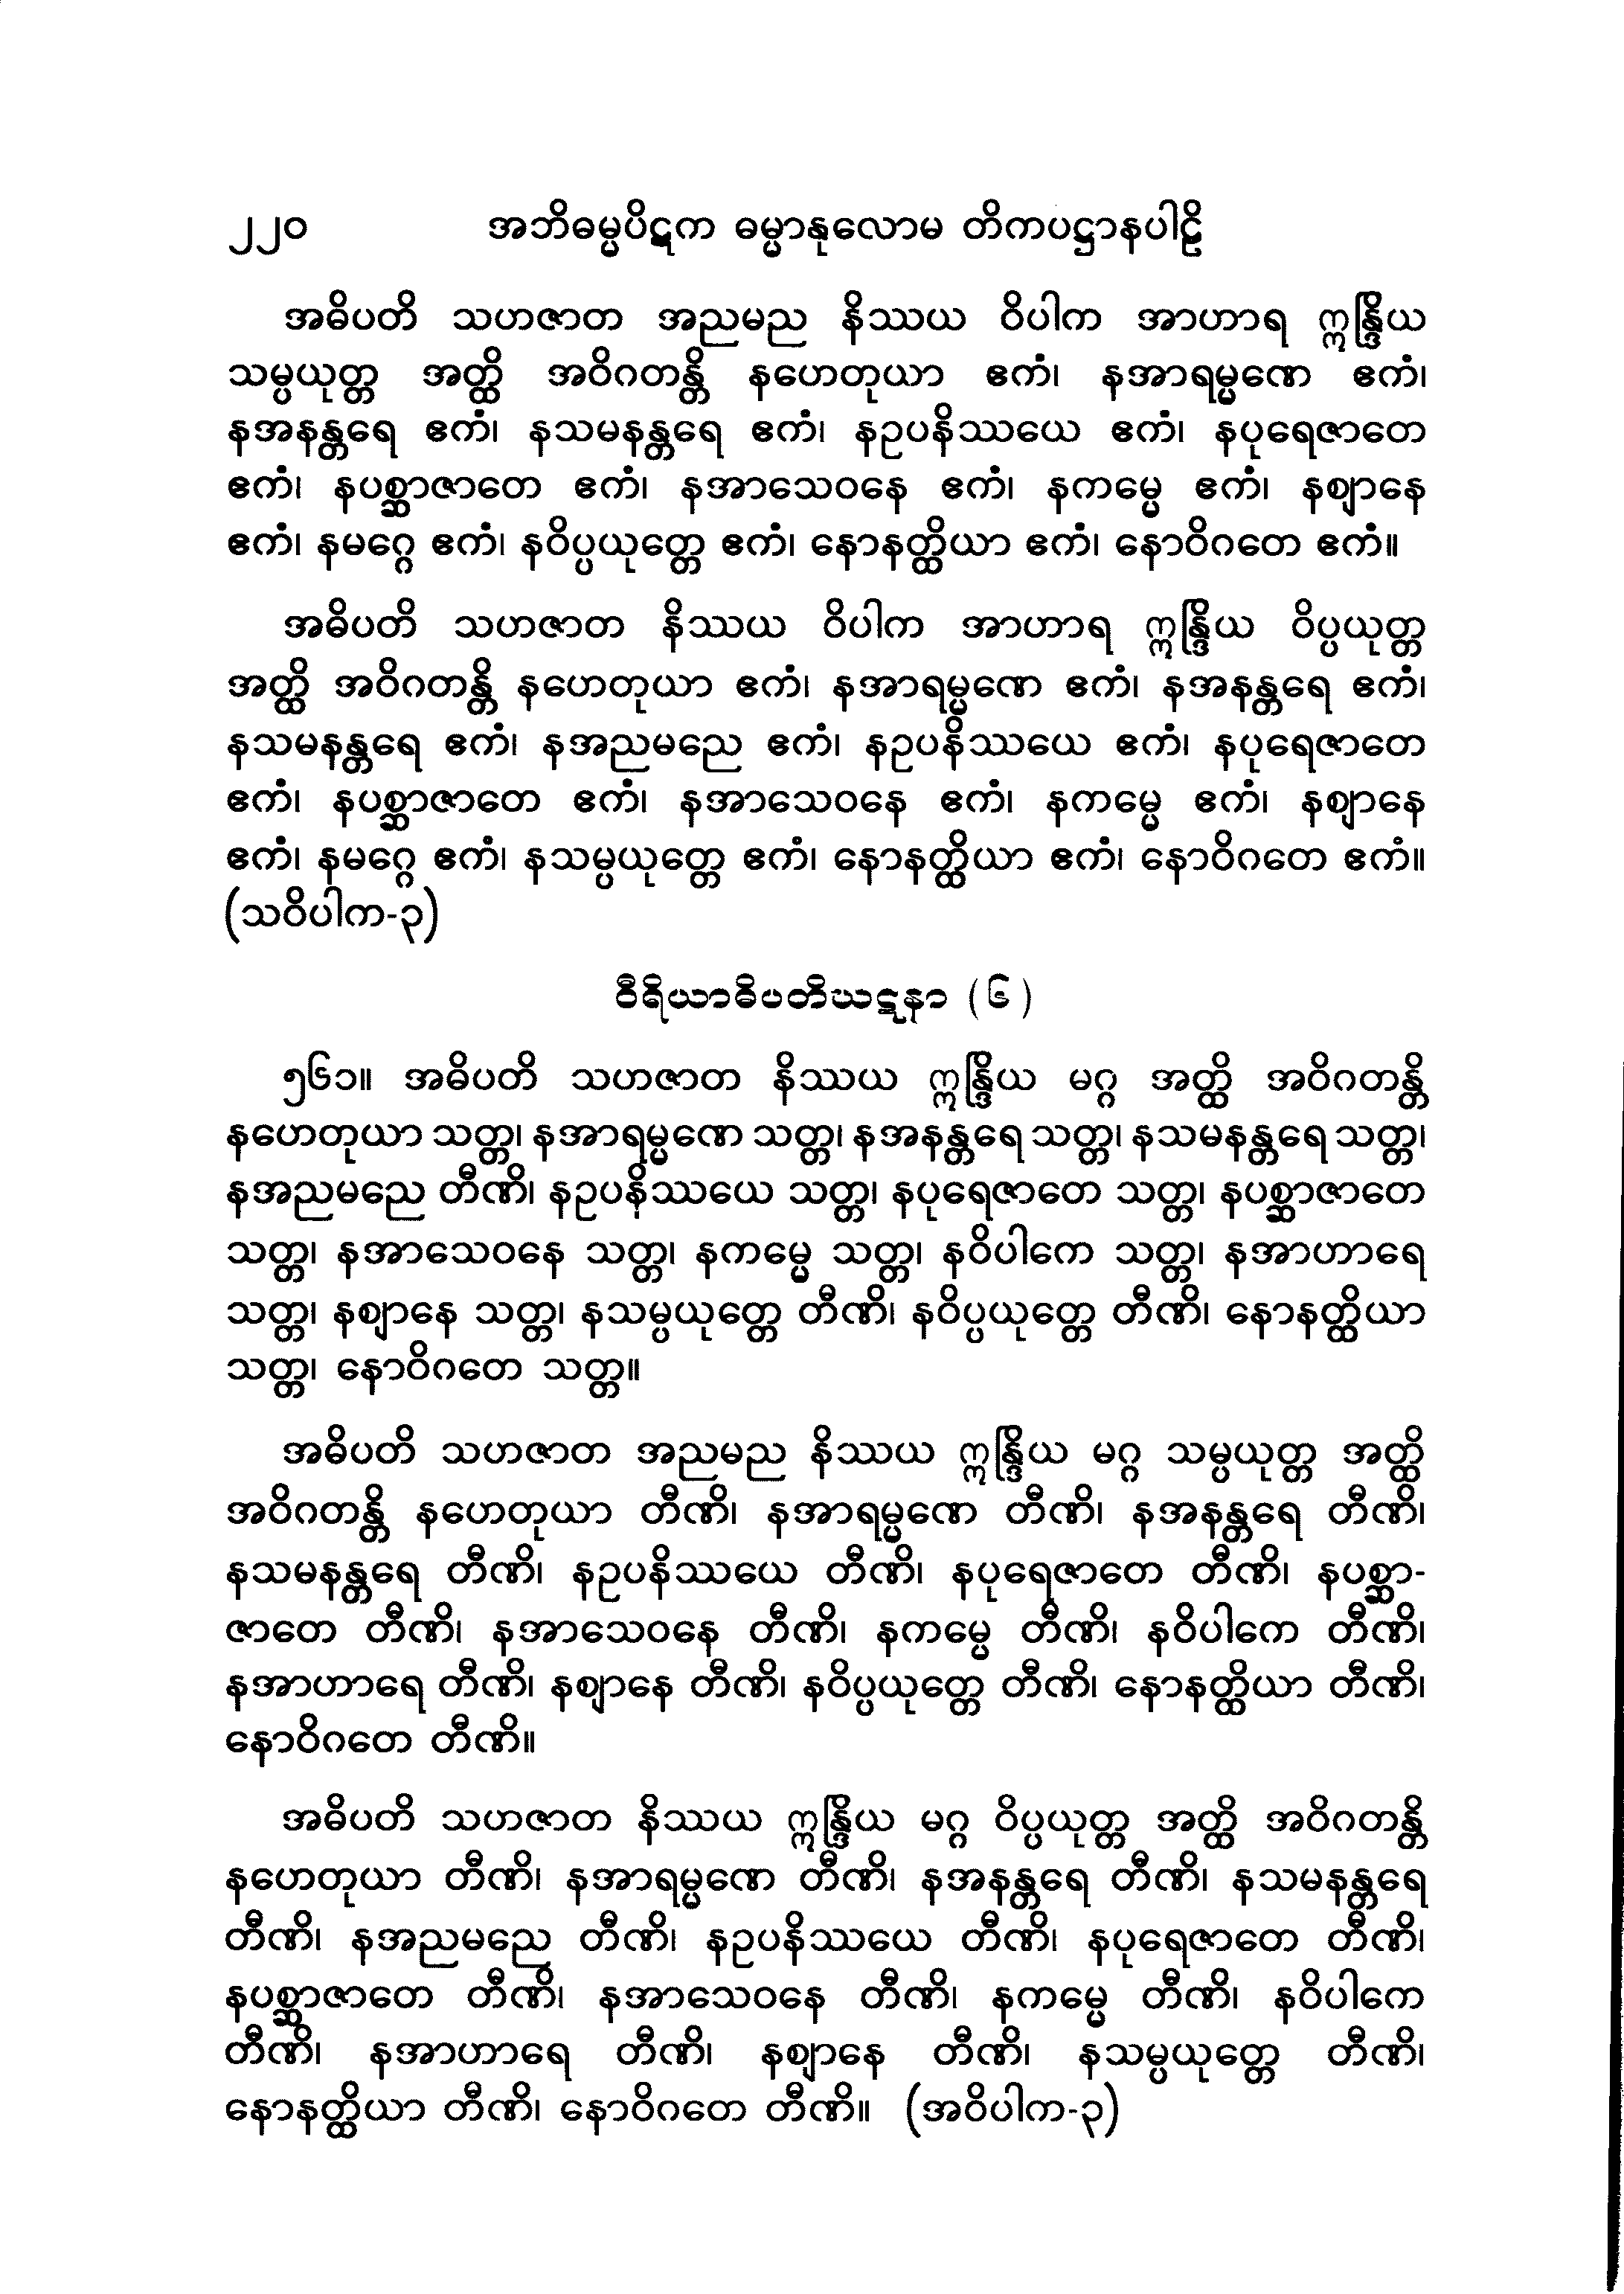 ၂၂၀ အဘိဓမ္မပိဋက ဓမ္မာနုလောမ တိကပဋ္ဌာနပါဠိ
အဓိပတိ သဟဇာတ အညမည နိဿယ ဝိပါက အာဟာရ ဣန္ဒြိယ
သမ္ပယုတ္တ အတ္ထိ အဝိဂတန္တိ နဟေတုယာ ဧကံ၊ နအာရမ္မဏေ ဧကံ၊
နအနန္တရေ ဧကံ၊ နသမနန္တရေ ဧကံ၊ နဥပနိဿယေ ဧကံ၊ နပုရေဇာတေ
ဧကံ၊ နပစ္ဆာဇာတေ ဧကံ၊ နအာသေဝနေ ဧကံ၊ နကမ္မေ ဧကံ၊ နဈာနေ
ဧကံ၊ နမဂ္ဂေ ဧကံ၊ နဝိပ္ပယုတ္တေ ဧကံ၊ နောနတ္ထိယာ ဧကံ၊ နောဝိဂတေ ဧကံ။
အဓိပတိ သဟဇာတ နိဿယ ဝိပါက အာဟာရ ဣန္ဒြိယ ဝိပ္ပယုတ္တ
အတ္ထိ အဝိဂတန္တိ နဟေတုယာ ဧကံ၊ နအာရမ္မဏေ ဧကံ၊ နအနန္တရေ ဧကံ၊
နသမနန္တရေ ဧကံ၊ နအညမညေ ဧကံ၊ နဥပနိဿယေ ဧကံ၊ နပုရေဇာတေ
ဧကံ၊ နပစ္ဆာဇာတေ ဧကံ၊ နအာသေဝနေ ဧကံ၊ နကမ္မေ ဧကံ၊ နဈာနေ
ဧကံ၊ နမဂ္ဂေ ဧကံ၊ နသမ္ပယုတ္တေ ဧကံ၊ နောနတ္ထိယာ ဧကံ၊ နောဝိဂတေ ဧကံ။
(သဝိပါက-၃)
ဝီရိယာဓိပတိဃဋနာ (၆)
၅၆၁။ အဓိပတိ သဟဇာတ နိဿယ ဣန္ဒြိယ မဂ္ဂ အတ္ထိ အဝိဂတန္တိ
နဟေတုယာ သတ္တ၊ နအာရမ္မဏေ သတ္တ၊ နအနန္တရေ သတ္တ၊ နသမနန္တရေ သတ္တ၊
နအညမညေ တီဏိ၊ နဥပနိဿယေ သတ္တ၊ နပုရေဇာတေ သတ္တ၊ နပစ္ဆာဇာတေ
သတ္တ၊ နအာသေဝနေ သတ္တ၊ နကမ္မေ သတ္တ၊ နဝိပါကေ သတ္တ၊ နအာဟာရေ
သတ္တ၊ နဈာနေ သတ္တ၊ နသမ္ပယုတ္တေ တီဏိ၊ နဝိပ္ပယုတ္တေ တီဏိ၊ နောနတ္ထိယာ
သတ္တ၊ နောဝိဂတေ သတ္တ။
အဓိပတိ သဟဇာတ အညမည နိဿယ ဣန္ဒြိယ မဂ္ဂ သမ္ပယုတ္တ အတ္ထိ
အဝိဂတန္တိ နဟေတုယာ တီဏိ၊ နအာရမ္မဏေ တီဏိ၊ နအနန္တရေ တီဏိ၊
နသမနန္တရေ တီဏိ၊ နဥပနိဿယေ တီဏိ၊ နပုရေဇာတေ တီဏိ၊ နပစ္ဆာ-
ဇာတေ တီဏိ၊ နအာသေဝနေ တီဏိ၊ နကမ္မေ တီဏိ၊ နဝိပါကေ တီဏိ၊
နအာဟာရေ တီဏိ၊ နဈာနေ တီဏိ၊ နဝိပ္ပယုတ္တေ တီဏိ၊ နောနတ္ထိယာ တီဏိ၊
နောဝိဂတေ တီဏိ။
အဓိပတိ သဟဇာတ နိဿယ ဣန္ဒြိယ မဂ္ဂ ဝိပ္ပယုတ္တ အတ္ထိ အဝိဂတန္တိ
နဟေတုယာ တီဏိ၊ နအာရမ္မဏေ တီဏိ၊ နအနန္တရေ တီဏိ၊ နသမနန္တရေ
တီဏိ၊ နအညမညေ တီဏိ၊ နဥပနိဿယေ တီဏိ၊ နပုရေဇာတေ တီဏိ၊
နပစ္ဆာဇာတေ တီဏိ၊ နအာသေဝနေ တီဏိ၊ နကမ္မေ တီဏိ၊ နဝိပါကေ
တီဏိ၊ နအာဟာရေ တီဏိ၊ နဈာနေ တီဏိ၊ နသမ္ပယုတ္တေ တီဏိ၊
နောနတ္ထိယာ တီဏိ၊ နောဝိဂတေ တီဏိ။ (အဝိပါက-၃)